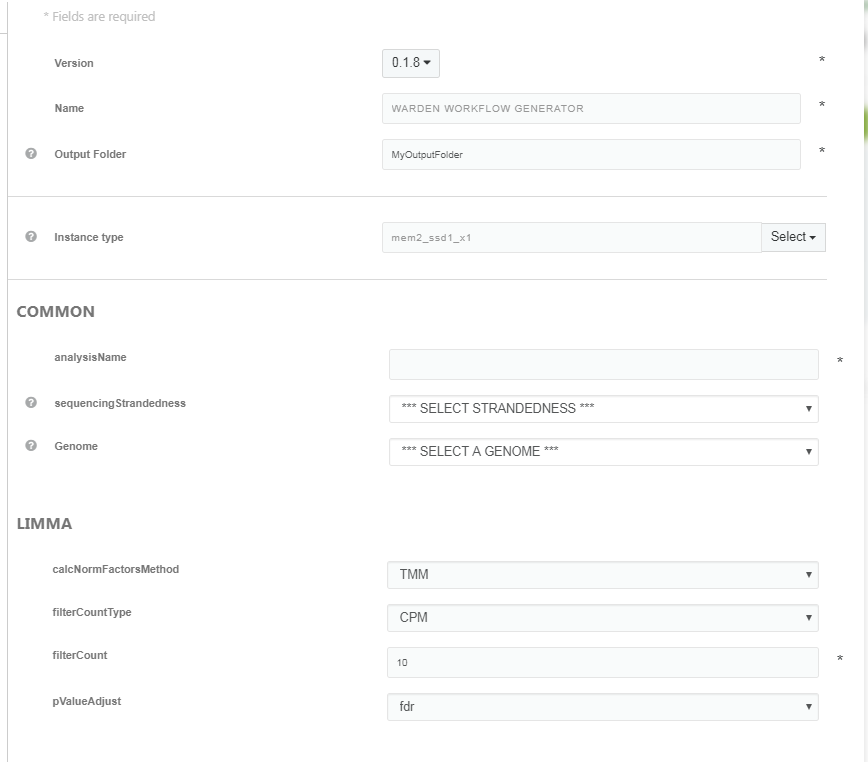 * Fields are required
Version 0.1.8 *
Name WARDEN WORKFLOW GENERATOR *
? Output Folder MyOutputFolder *
? Instance type mem2_ssd1_x1 Select
COMMON
analysisName *
? sequencingStrandedness *** SELECT STRANDEDNESS ***
? Genome *** SELECT A GENOME ***
LIMMA
calcNormFactorsMethod TMM
filterCountType CPM
filterCount 10 *
pValueAdjust fdr